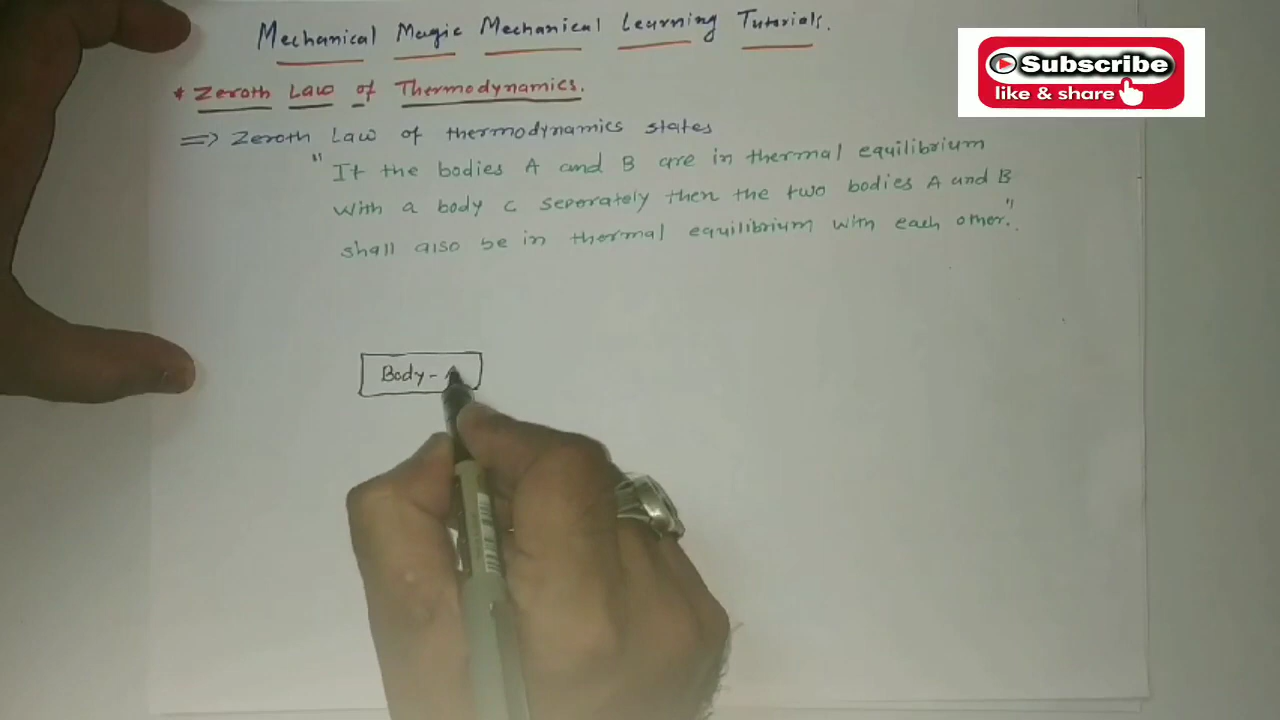 Mechanical Magic Mechanical Learning Tutorials.
* Zeroth Law of Thermodynamics.
=> Zeroth Law of thermodynamics states
"If the bodies A and B are in thermal equilibrium
with a body C seperately then the two bodies A and B
shall also be in thermal equilibrium with each other."
Body - A
Subscribe
like & share